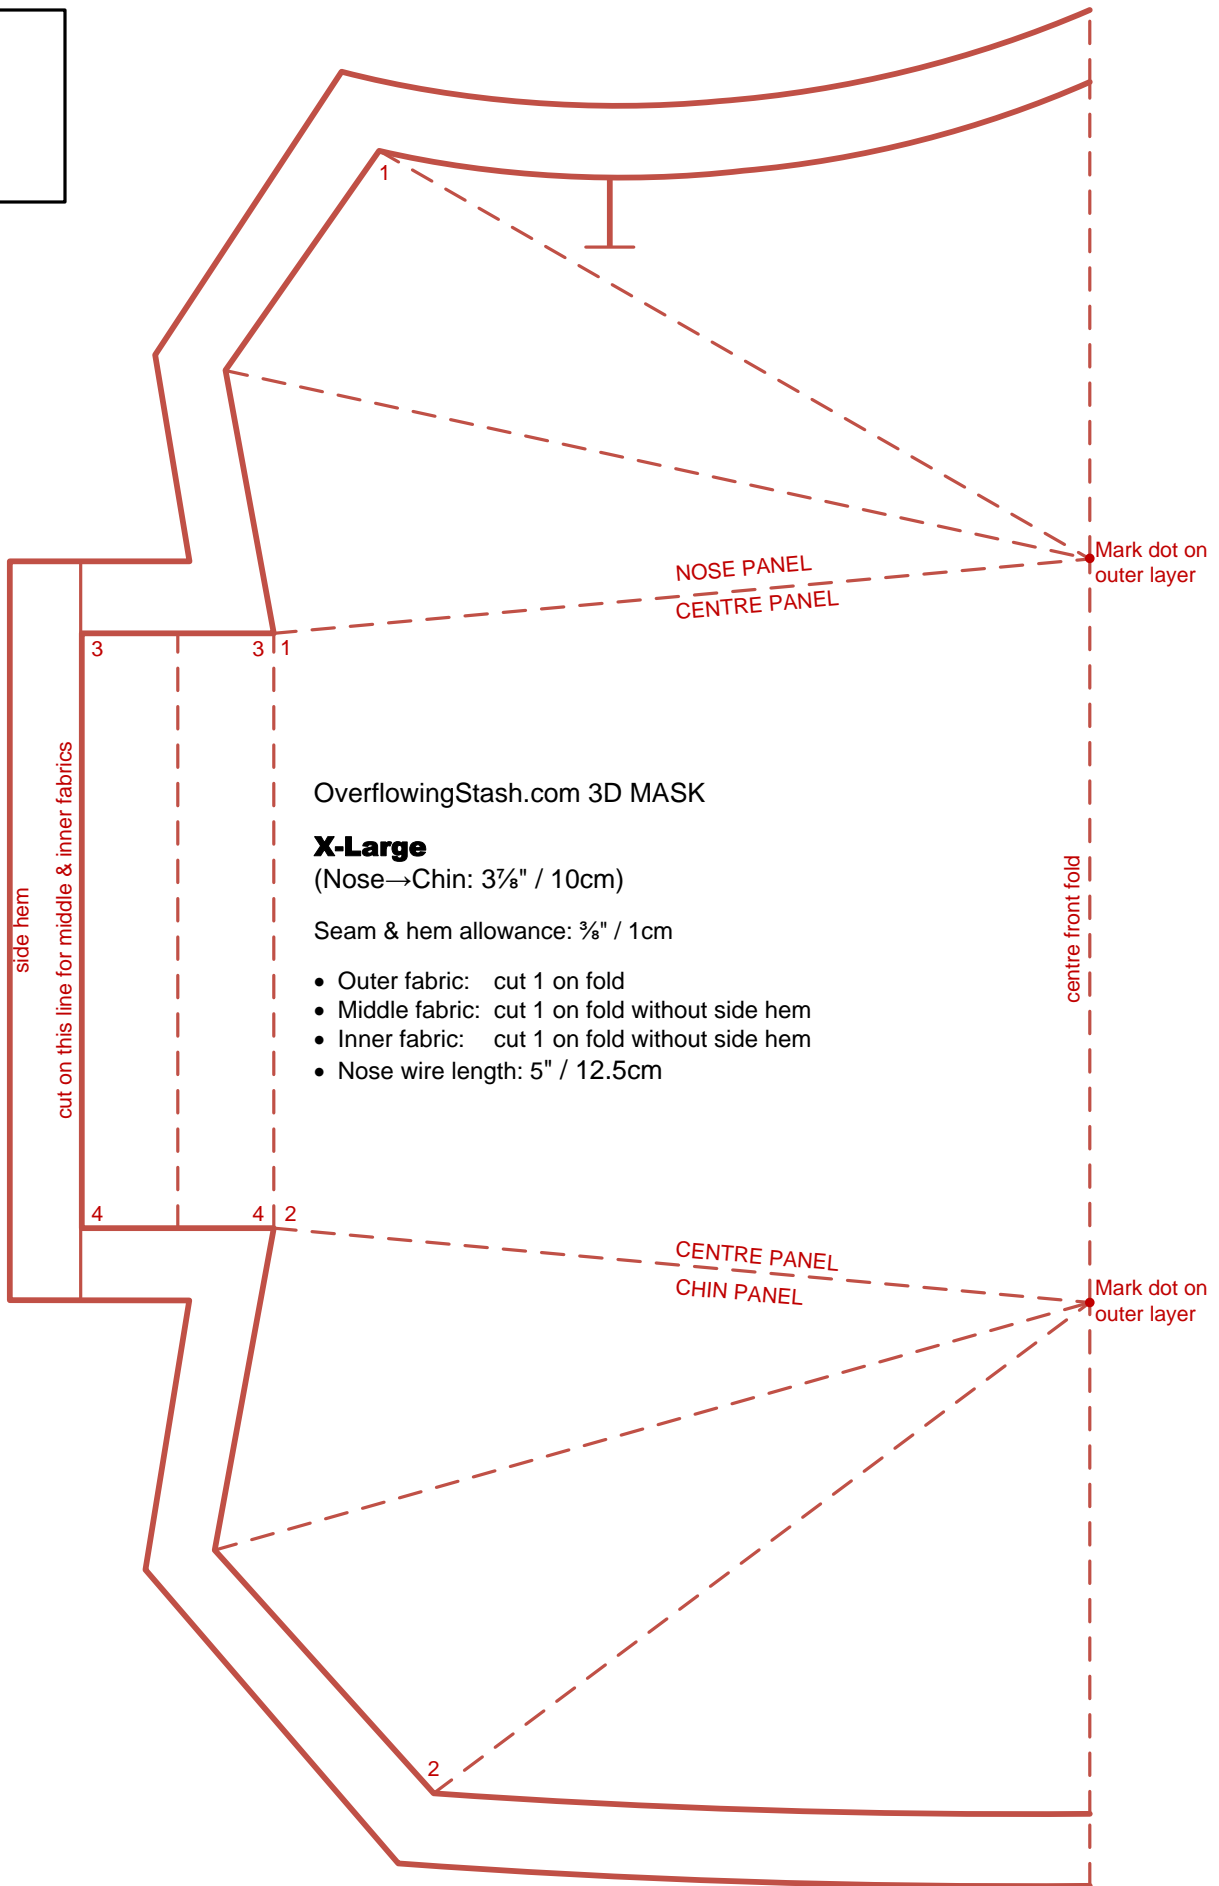 1
NOSE PANEL
CENTRE PANEL
Mark dot on
outer layer
3
3
1
side hem
cut on this line for middle & inner fabrics
OverflowingStash.com 3D MASK
X-Large
(Nose→Chin: 3⅞" / 10cm)
Seam & hem allowance: ⅜" / 1cm
• Outer fabric: cut 1 on fold
• Middle fabric: cut 1 on fold without side hem
• Inner fabric: cut 1 on fold without side hem
• Nose wire length: 5" / 12.5cm
centre front fold
4
4
2
CENTRE PANEL
CHIN PANEL
Mark dot on
outer layer
2